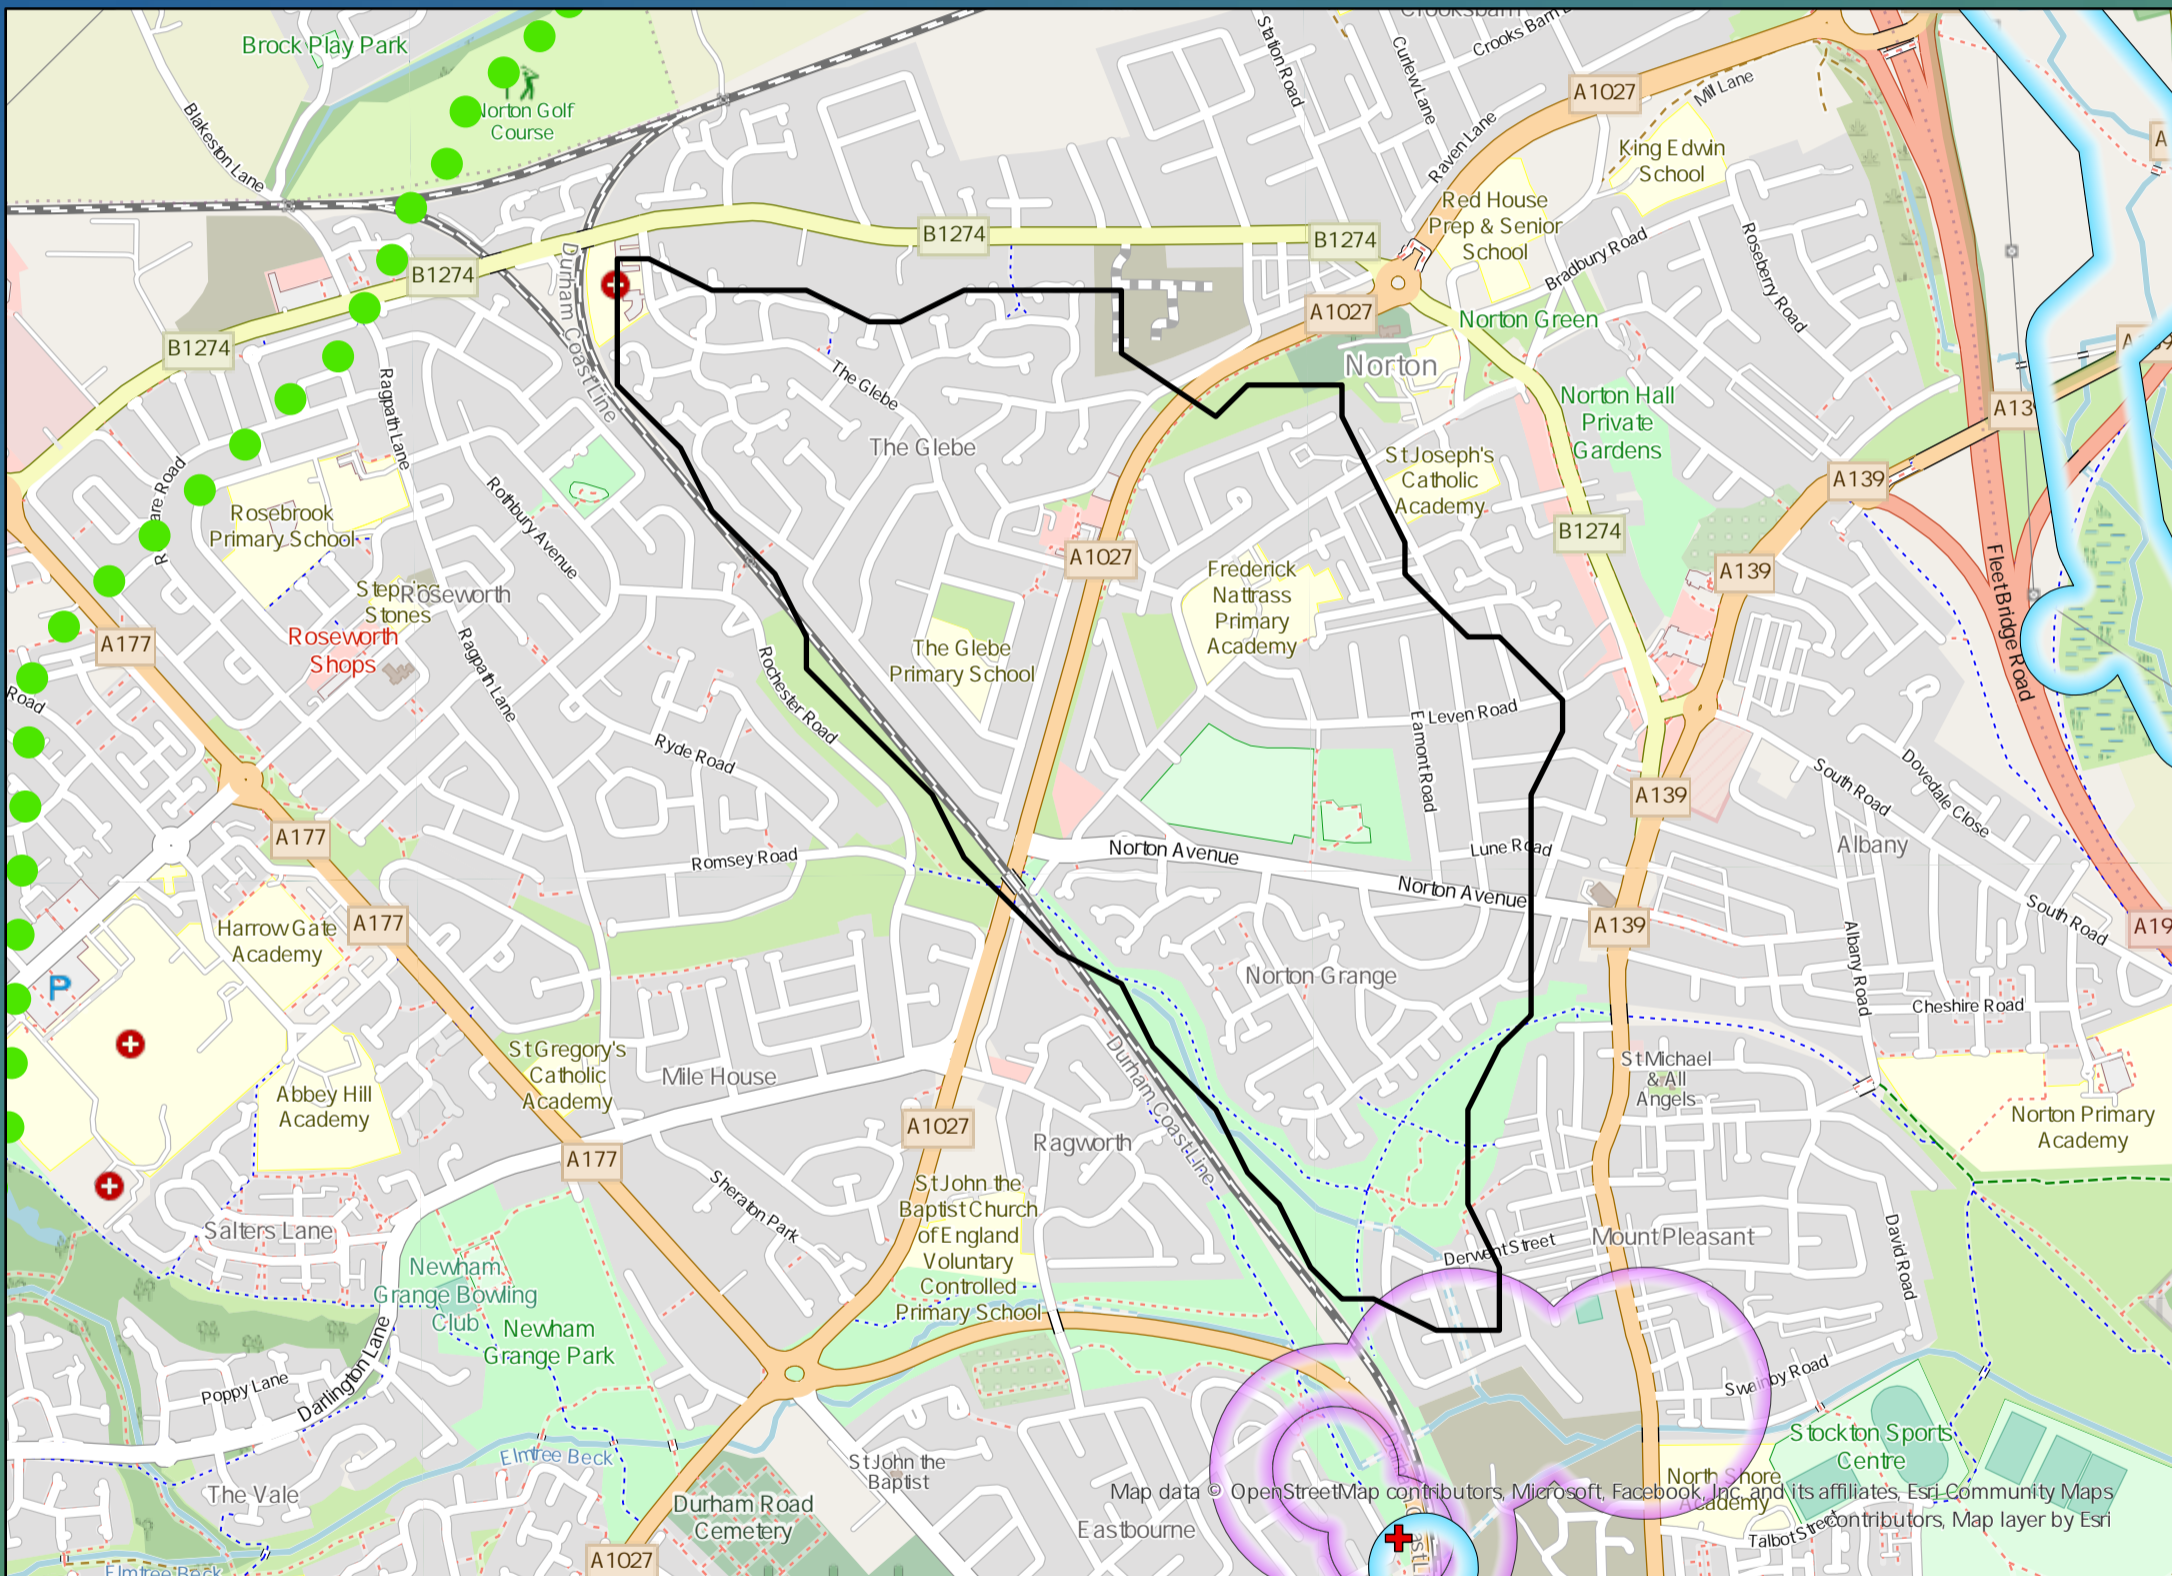 Crooksbarn
Crooks Barn
Brock Play Park
Station Road
Curlew Lane
A1027
Mill Lane
Norton Golf
Course
Blakeston Lane
Raven Lane
King Edwin
School
Red House
Prep & Senior
School
B1274
B1274
B1274
Bradbury Road
Roseberry Road
Durham Coast Line
A1027
Norton Green
B1274
Norton
The Glebe
Ragpath Lane
Norton Hall
Private
Gardens
A139
The Glebe
St Joseph's
Catholic
Academy
A139
Rothbury Avenue
Rosebrook
Primary School
B1274
A1027
Frederick
Nattrass
Primary
Academy
A139
Stepping
Stones
Roseworth
Fleet Bridge Road
Roseworth
Shops
A177
Ragpath Lane
The Glebe
Primary School
Rochester Road
Road
Leven Road
Ryde Road
Eamont Road
South Road
Dovedale Close
A139
A177
Albany
Norton Avenue
Lune Road
Romsey Road
Norton Avenue
South Road
A177
Harrow Gate
Academy
A139
A19
Albany Road
P
Norton Grange
Cheshire Road
St Gregory's
Catholic
Academy
Mile House
Durham Coast Line
St Michael
& All
Angels
Abbey Hill
Academy
A1027
Ragworth
Norton Primary
Academy
A177
Sheraton Park
St John the
Baptist Church
of England
Voluntary
Controlled
Primary School
Salters Lane
Derwent Street
Mount Pleasant
David Road
Newham
Grange Bowling
Club
Newham
Grange Park
Darlington Lane
Poppy Lane
Swainby Road
Stockton Sports
Centre
Elmtree Beck
St John the
Baptist
The Vale
North Shore
Academy
Map data © OpenStreetMap contributors, Microsoft, Facebook, Inc. and its affiliates, Esri Community Maps
contributors, Map layer by Esri
Durham Road
Cemetery
Eastbourne
Talbot Street
A1027
Elmtree Beck